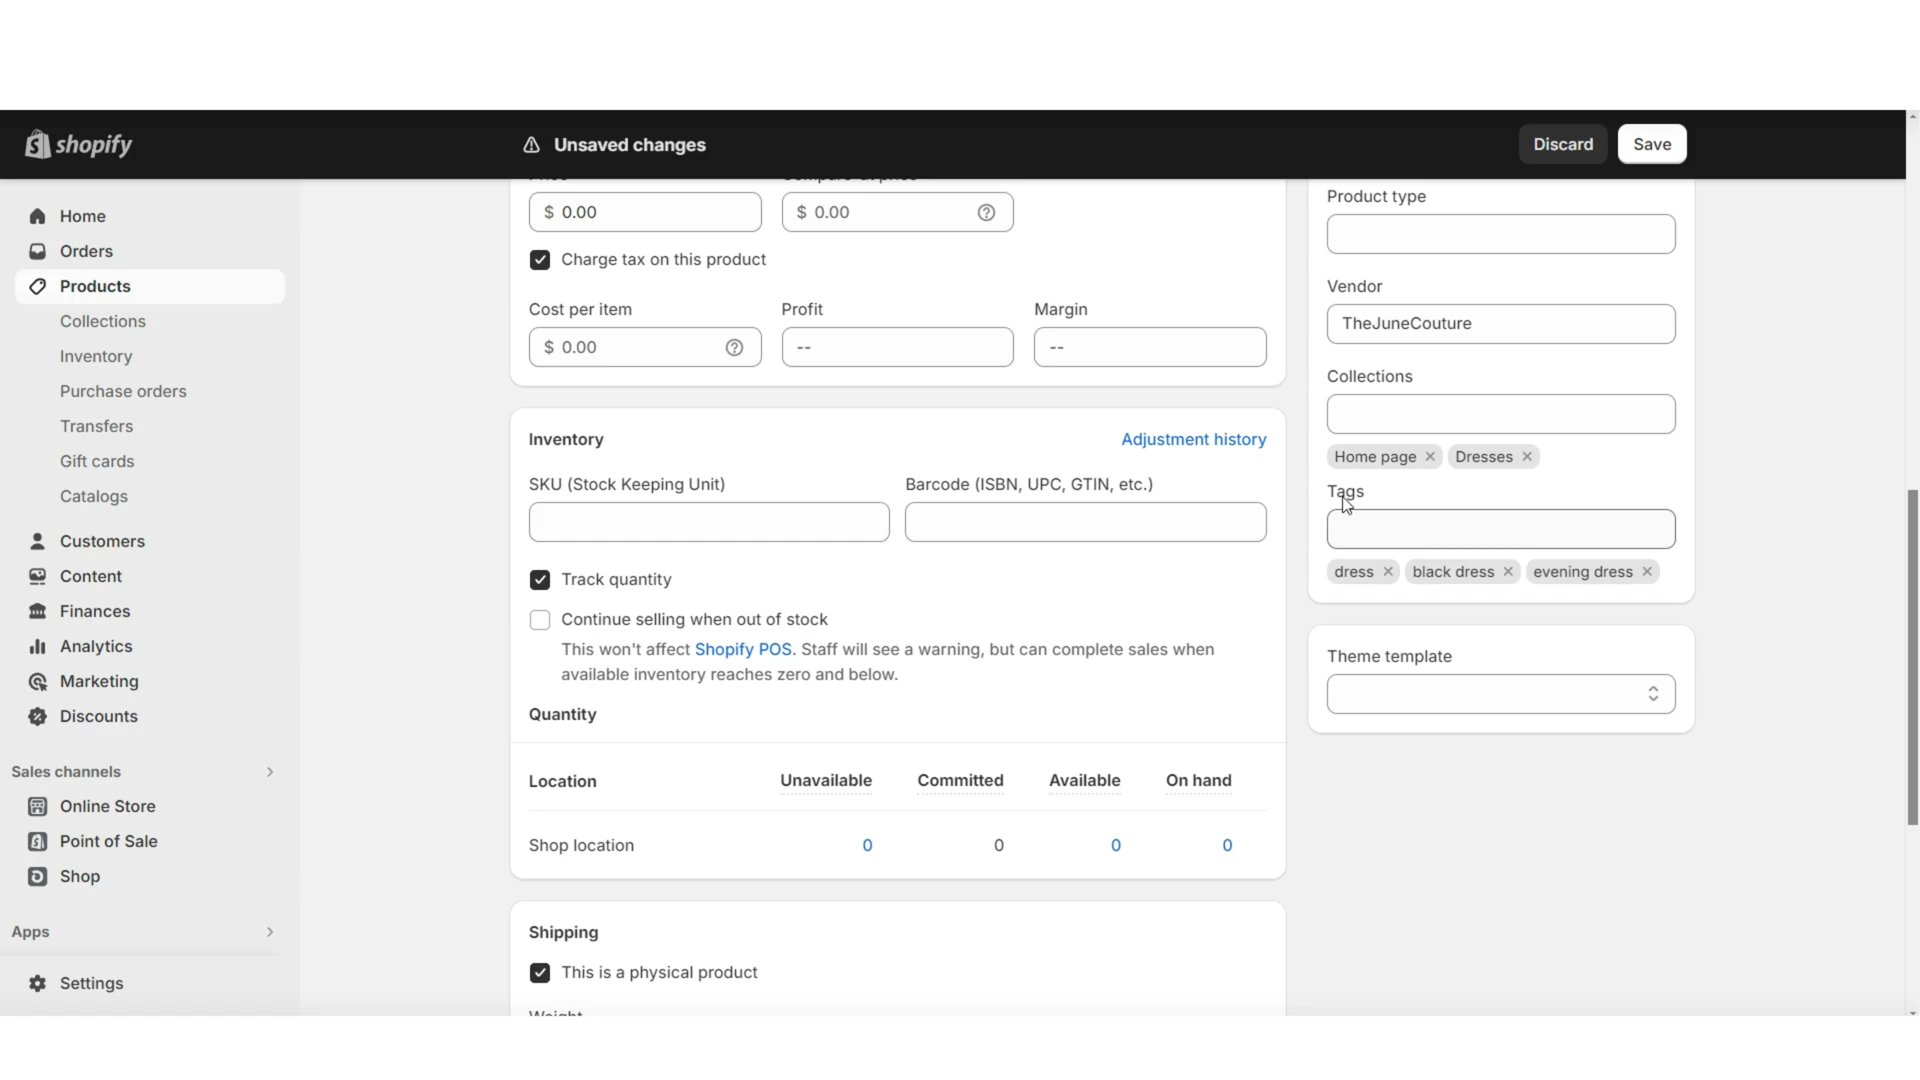 shopify
Unsaved changes
Discard
Save
Home
Orders
Products
Collections
Inventory
Purchase orders
Transfers
Gift cards
Catalogs
Customers
Content
Finances
Analytics
Marketing
Discounts
Sales channels
Online Store
Point of Sale
Shop
Apps
Settings
$ 0.00
$ 0.00
Charge tax on this product
Cost per item
Profit
Margin
$ 0.00
--
--
Inventory
Adjustment history
SKU (Stock Keeping Unit)
Barcode (ISBN, UPC, GTIN, etc.)
Track quantity
Continue selling when out of stock
This won't affect Shopify POS. Staff will see a warning, but can complete sales when
available inventory reaches zero and below.
Quantity
Location Unavailable Committed Available On hand
Shop location 0 0 0 0
Shipping
This is a physical product
Weight
Product type
Vendor
TheJuneCouture
Collections
Home page Dresses
Tags
dress black dress evening dress
Theme template